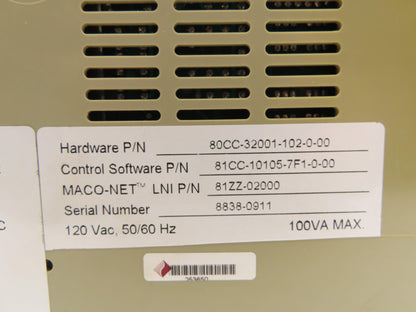 Hardware P/N 80CC-32001-102-0-00
Control Software P/N 81CC-10105-7F1-0-00
MACO-NET™ LNI P/N 81ZZ-02000
Serial Number 8838-0911
120 Vac, 50/60 Hz 100VA MAX.
C
253650